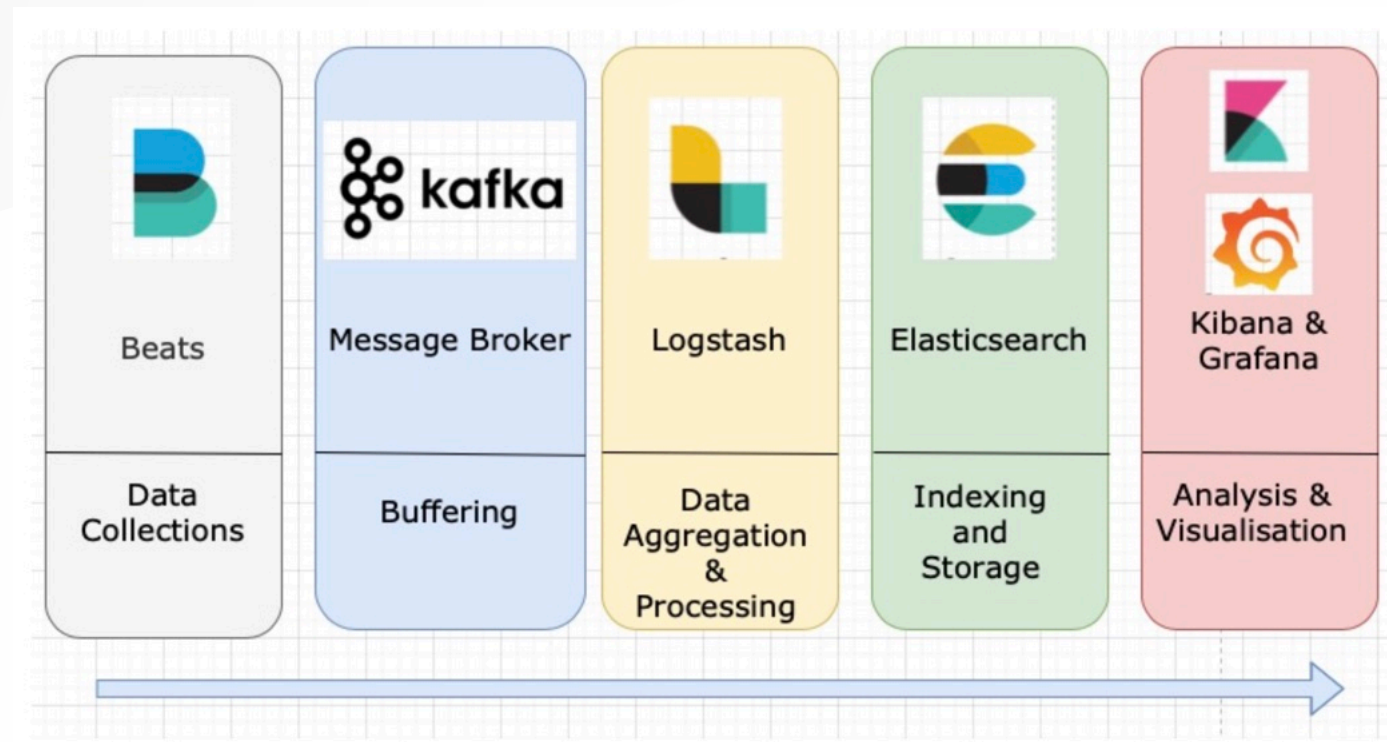 Beats
Data
Collections
kafka
Message Broker
Buffering
Logstash
Data
Aggregation
&
Processing
Elasticsearch
Indexing
and
Storage
Kibana &
Grafana
Analysis &
Visualisation